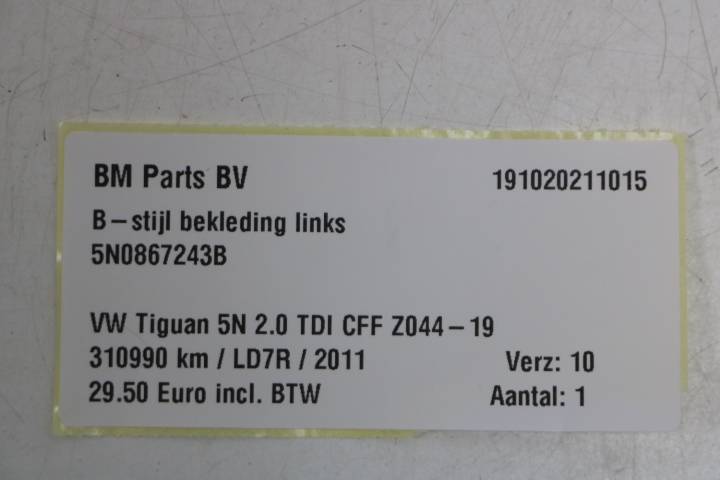 BM Parts BV 191020211015
B-stijl bekleding links
5N0867243B
VW Tiguan 5N 2.0 TDI CFF Z044-19
310990 km / LD7R / 2011 Verz: 10
29.50 Euro incl. BTW Aantal: 1